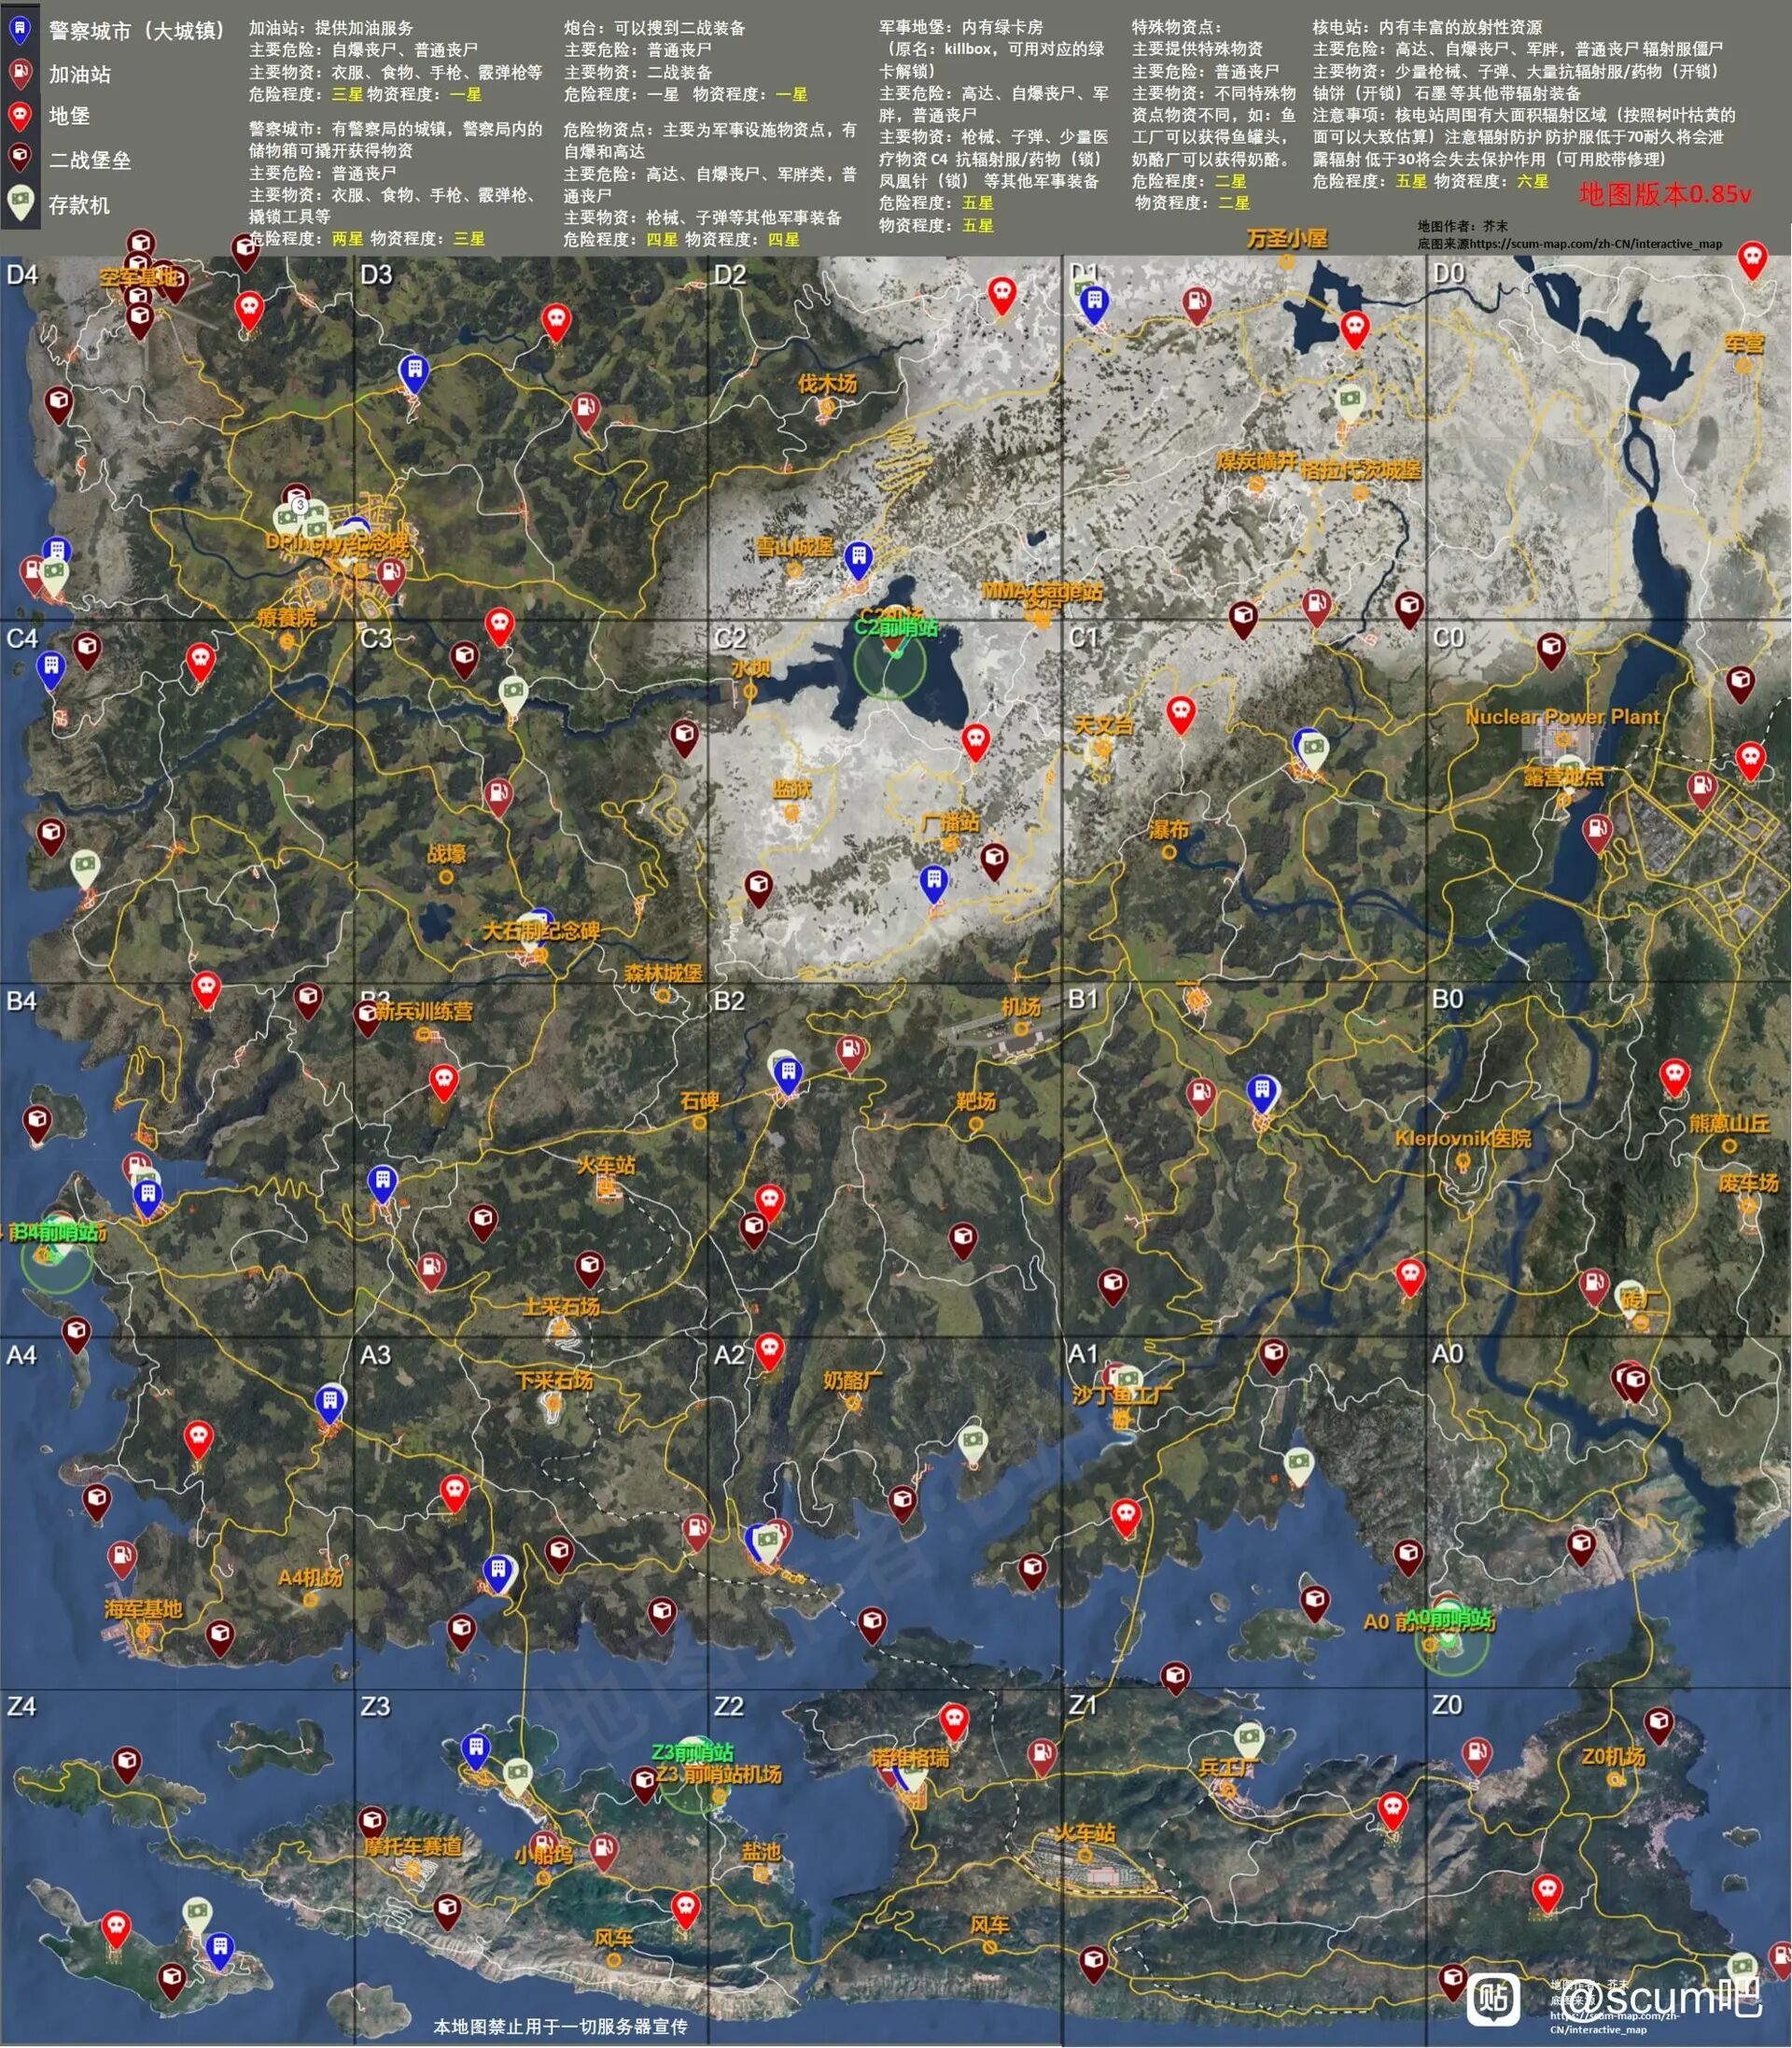 警察城市（大城镇）
加油站
地堡
二战堡垒
存款机
加油站：提供加油服务
主要危险：自爆丧尸、普通丧尸
主要物资：衣服、食物、手枪、霰弹枪等
危险程度：三星 物资程度：一星
警察城市：有警察局的城镇，警察局内的
储物箱可撬开获得物资
主要危险：普通丧尸
主要物资：衣服、食物、手枪、霰弹枪、
撬锁工具等
危险程度：两星 物资程度：三星
炮台：可以搜到二战装备
主要危险：普通丧尸
主要物资：二战装备
危险程度：一星 物资程度：一星
危险物资点：主要为军事设施物资点，有
自爆和高达
主要危险：高达、自爆丧尸、军胖类，普
通丧尸
主要物资：枪械、子弹等其他军事装备
危险程度：四星 物资程度：四星
军事地堡：内有绿卡房
（原名：killbox，可用对应的绿
卡解锁）
主要危险：高达、自爆丧尸、军
胖，普通丧尸
主要物资：枪械、子弹、少量医
疗物资 C4 抗辐射服/药物（锁）
凤凰针（锁） 等其他军事装备
危险程度：五星
物资程度：五星
特殊物资点：
主要提供特殊物资
主要危险：普通丧尸
主要物资：不同特殊物
资点物资不同，如：鱼
工厂可以获得鱼罐头，
奶酪厂可以获得奶酪。
危险程度：二星
物资程度：二星
核电站：内有丰富的放射性资源
主要危险：高达、自爆丧尸、军胖，普通丧尸 辐射服僵尸
主要物资：少量枪械、子弹、大量抗辐射服/药物（开锁）
铀饼（开锁） 石墨 等其他带辐射装备
注意事项：核电站周围有大面积辐射区域（按照树叶枯黄的
面可以大致估算）注意辐射防护 防护服低于70耐久将会泄
露辐射 低于30将会失去保护作用（可用胶带修理）
危险程度：五星 物资程度：六星
地图版本0.85v
地图作者：芥末
底图来源https://scum-map.com/zh-CN/interactive_map
万圣小屋
D4
D3
D2
D1
D0
空军基地
军营
伐木场
煤炭礦井
格拉代茨城堡
3
纪念碑
雪山城堡
MMA Cage站
療養院
C2前哨站
C4
C3
C2
C1
C0
水坝
天文台
Nuclear Power Plant
露营地点
监狱
广播站
瀑布
战壕
大石制纪念碑
森林城堡
B4
B3
B2
B1
B0
新兵训练营
机场
石碑
靶场
熊蔥山丘
Klenovnik医院
火车站
废车场
B4前哨站
上采石场
砖厂
A4
A3
A2
A1
A0
下采石场
奶酪厂
沙丁鱼工厂
A4机场
海军基地
A0前哨站
Z4
Z3
Z2
Z1
Z0
Z3前哨站
Z3 前哨站机场
诺维格瑞
兵工厂
Z0机场
摩托车赛道
小船坞
盐池
火车站
风车
风车
本地图禁止用于一切服务器宣传
贴
@scum吧
地图作者：芥末
底图来源
https://scum-map.com/zh-
CN/interactive_map